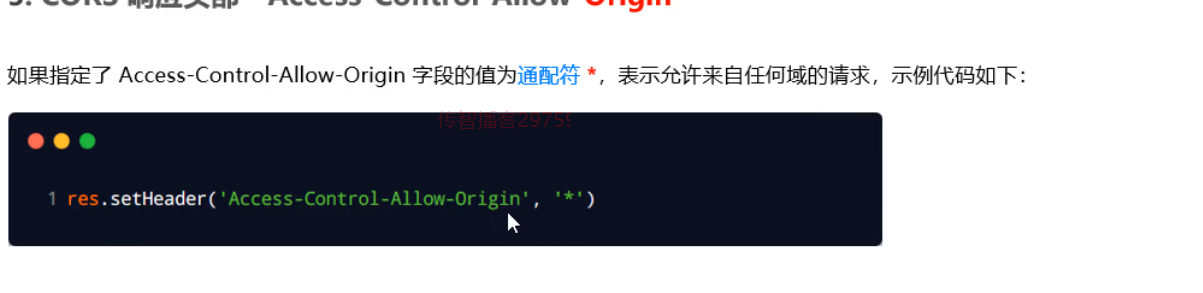 5. CORS 响应头部 - Access-Control-Allow-Origin
如果指定了 Access-Control-Allow-Origin 字段的值为通配符 *，表示允许来自任何域的请求，示例代码如下：
传智播客29759
1 res.setHeader('Access-Control-Allow-Origin', '*')